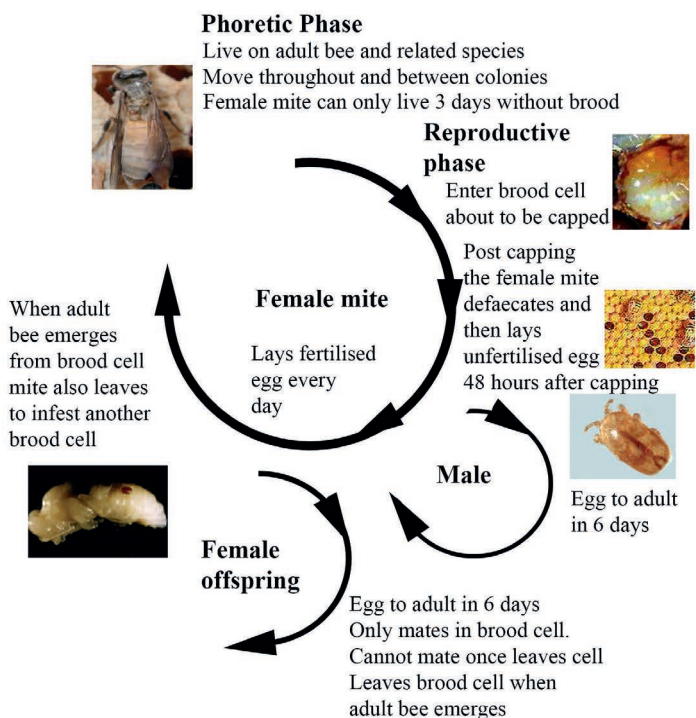 Phoretic Phase
Live on adult bee and related species
Move throughout and between colonies
Female mite can only live 3 days without brood
Reproductive
phase
Enter brood cell
about to be capped
Post capping
the female mite
defaecates and
then lays
unfertilised egg
48 hours after capping
Female mite
Lays fertilised
egg every
day
When adult
bee emerges
from brood cell
mite also leaves
to infest another
brood cell
Male
Egg to adult
in 6 days
Female
offspring
Egg to adult in 6 days
Only mates in brood cell.
Cannot mate once leaves cell
Leaves brood cell when
adult bee emerges